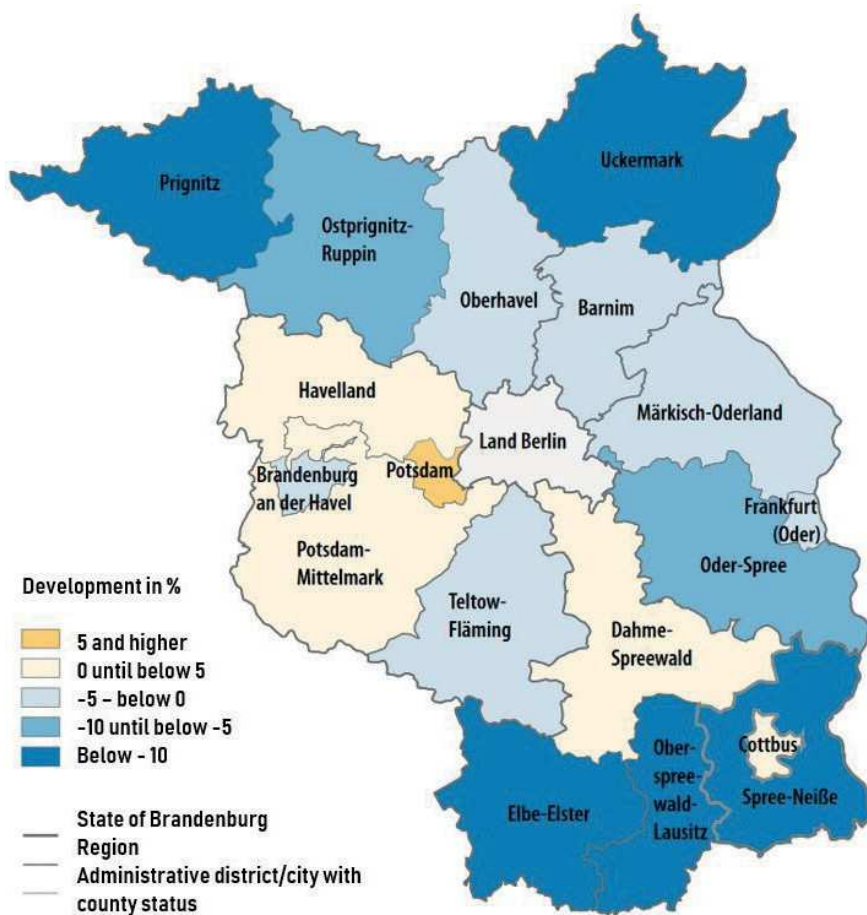 Prignitz
Uckermark
Ostprignitz-
Ruppin
Oberhavel
Barnim
Havelland
Märkisch-Oderland
Land Berlin
Potsdam
Brandenburg
an der Havel
Frankfurt
(Oder)
Potsdam-
Mittelmark
Oder-Spree
Teltow-
Fläming
Dahme-
Spreewald
Cottbus
Ober-
spree-
wald-
Lausitz
Spree-Neiße
Elbe-Elster
Development in %
5 and higher
0 until below 5
-5 – below 0
-10 until below -5
Below - 10
State of Brandenburg
Region
Administrative district/city with
county status